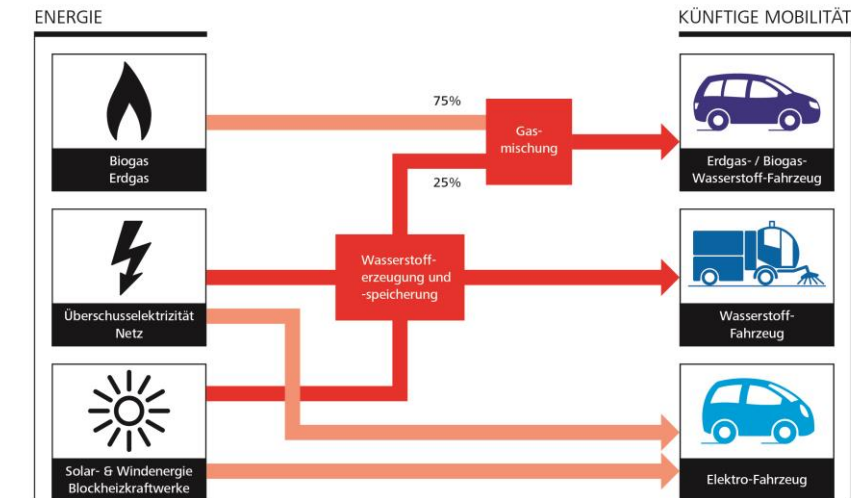 ENERGIE
KÜNFTIGE MOBILITÄT
75%
Gas-
mischung
25%
Biogas
Erdgas
Erdgas- / Biogas-
Wasserstoff-Fahrzeug
Wasserstoff-
erzeugung und
-speicherung
Überschusselektrizität
Netz
Wasserstoff-
Fahrzeug
Solar- & Windenergie
Blockheizkraftwerke
Elektro-Fahrzeug